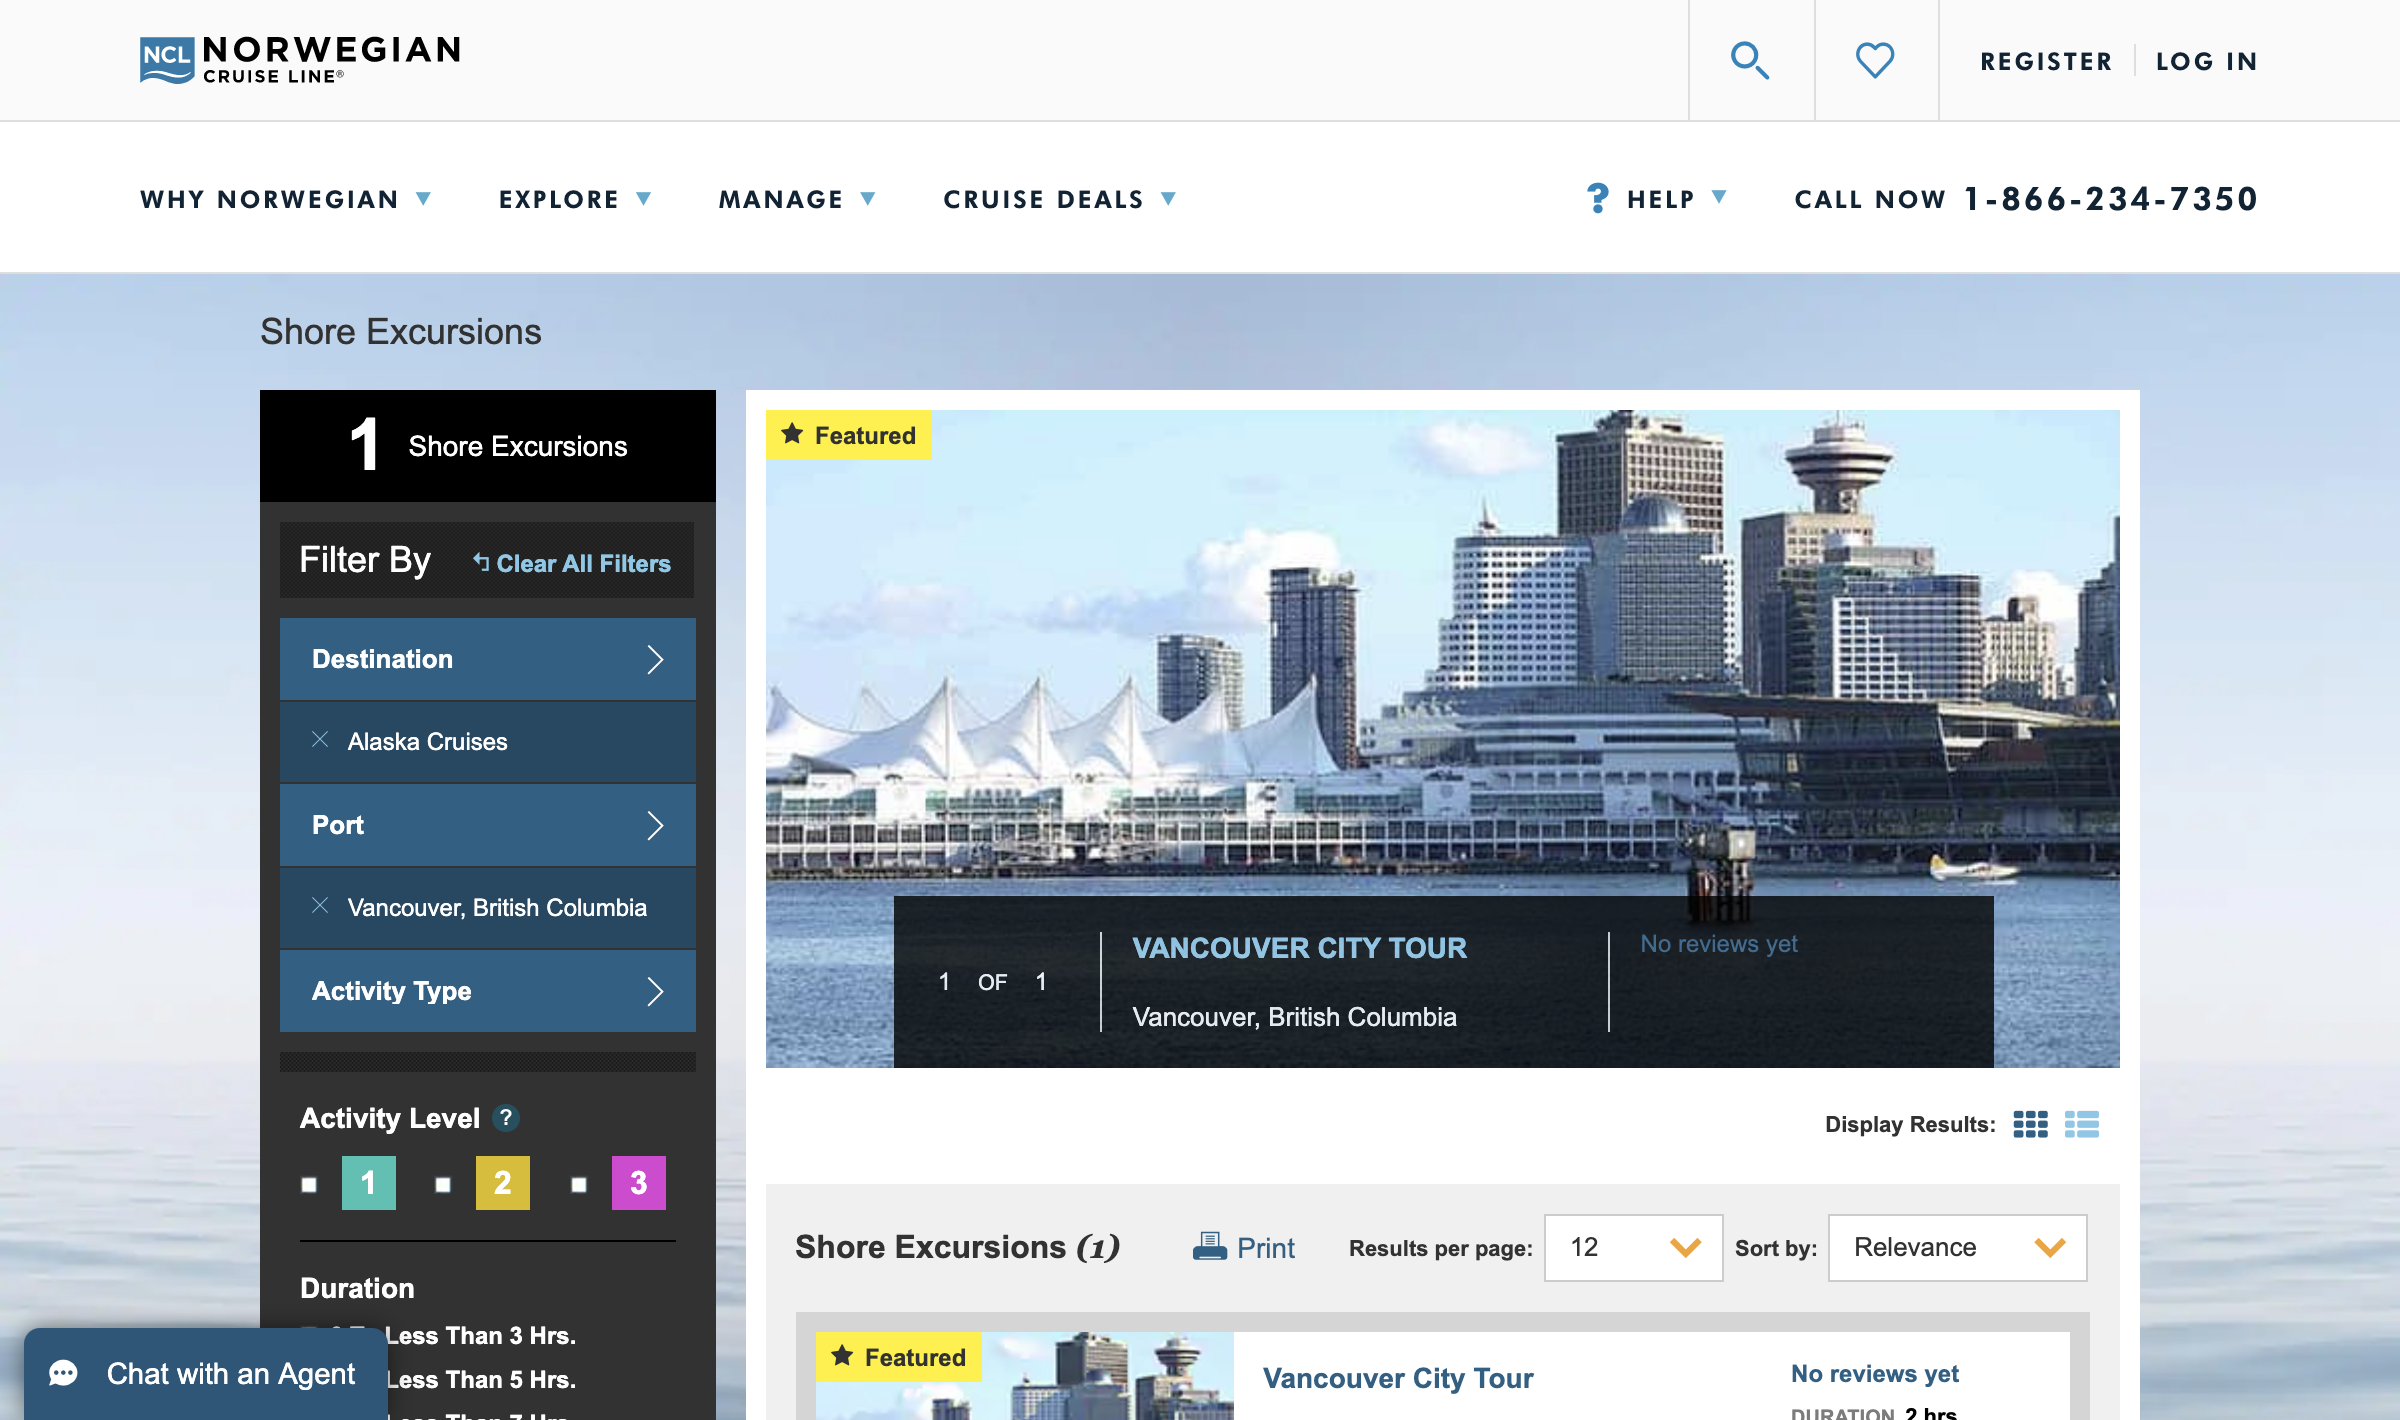 NCL NORWEGIAN
CRUISE LINE®
REGISTER LOG IN
WHY NORWEGIAN EXPLORE MANAGE CRUISE DEALS ? HELP CALL NOW 1-866-234-7350
Shore Excursions
1 Shore Excursions
Filter By Clear All Filters
Destination
Alaska Cruises
Port
Vancouver, British Columbia
Activity Type
Activity Level ?
1 2 3
Duration
Less Than 3 Hrs.
Less Than 5 Hrs.
Chat with an Agent
Featured
1 OF 1
VANCOUVER CITY TOUR
Vancouver, British Columbia
No reviews yet
Display Results:
Shore Excursions (1) Print Results per page: 12 Sort by: Relevance
Featured
Vancouver City Tour
No reviews yet
DURATION 2 hrs